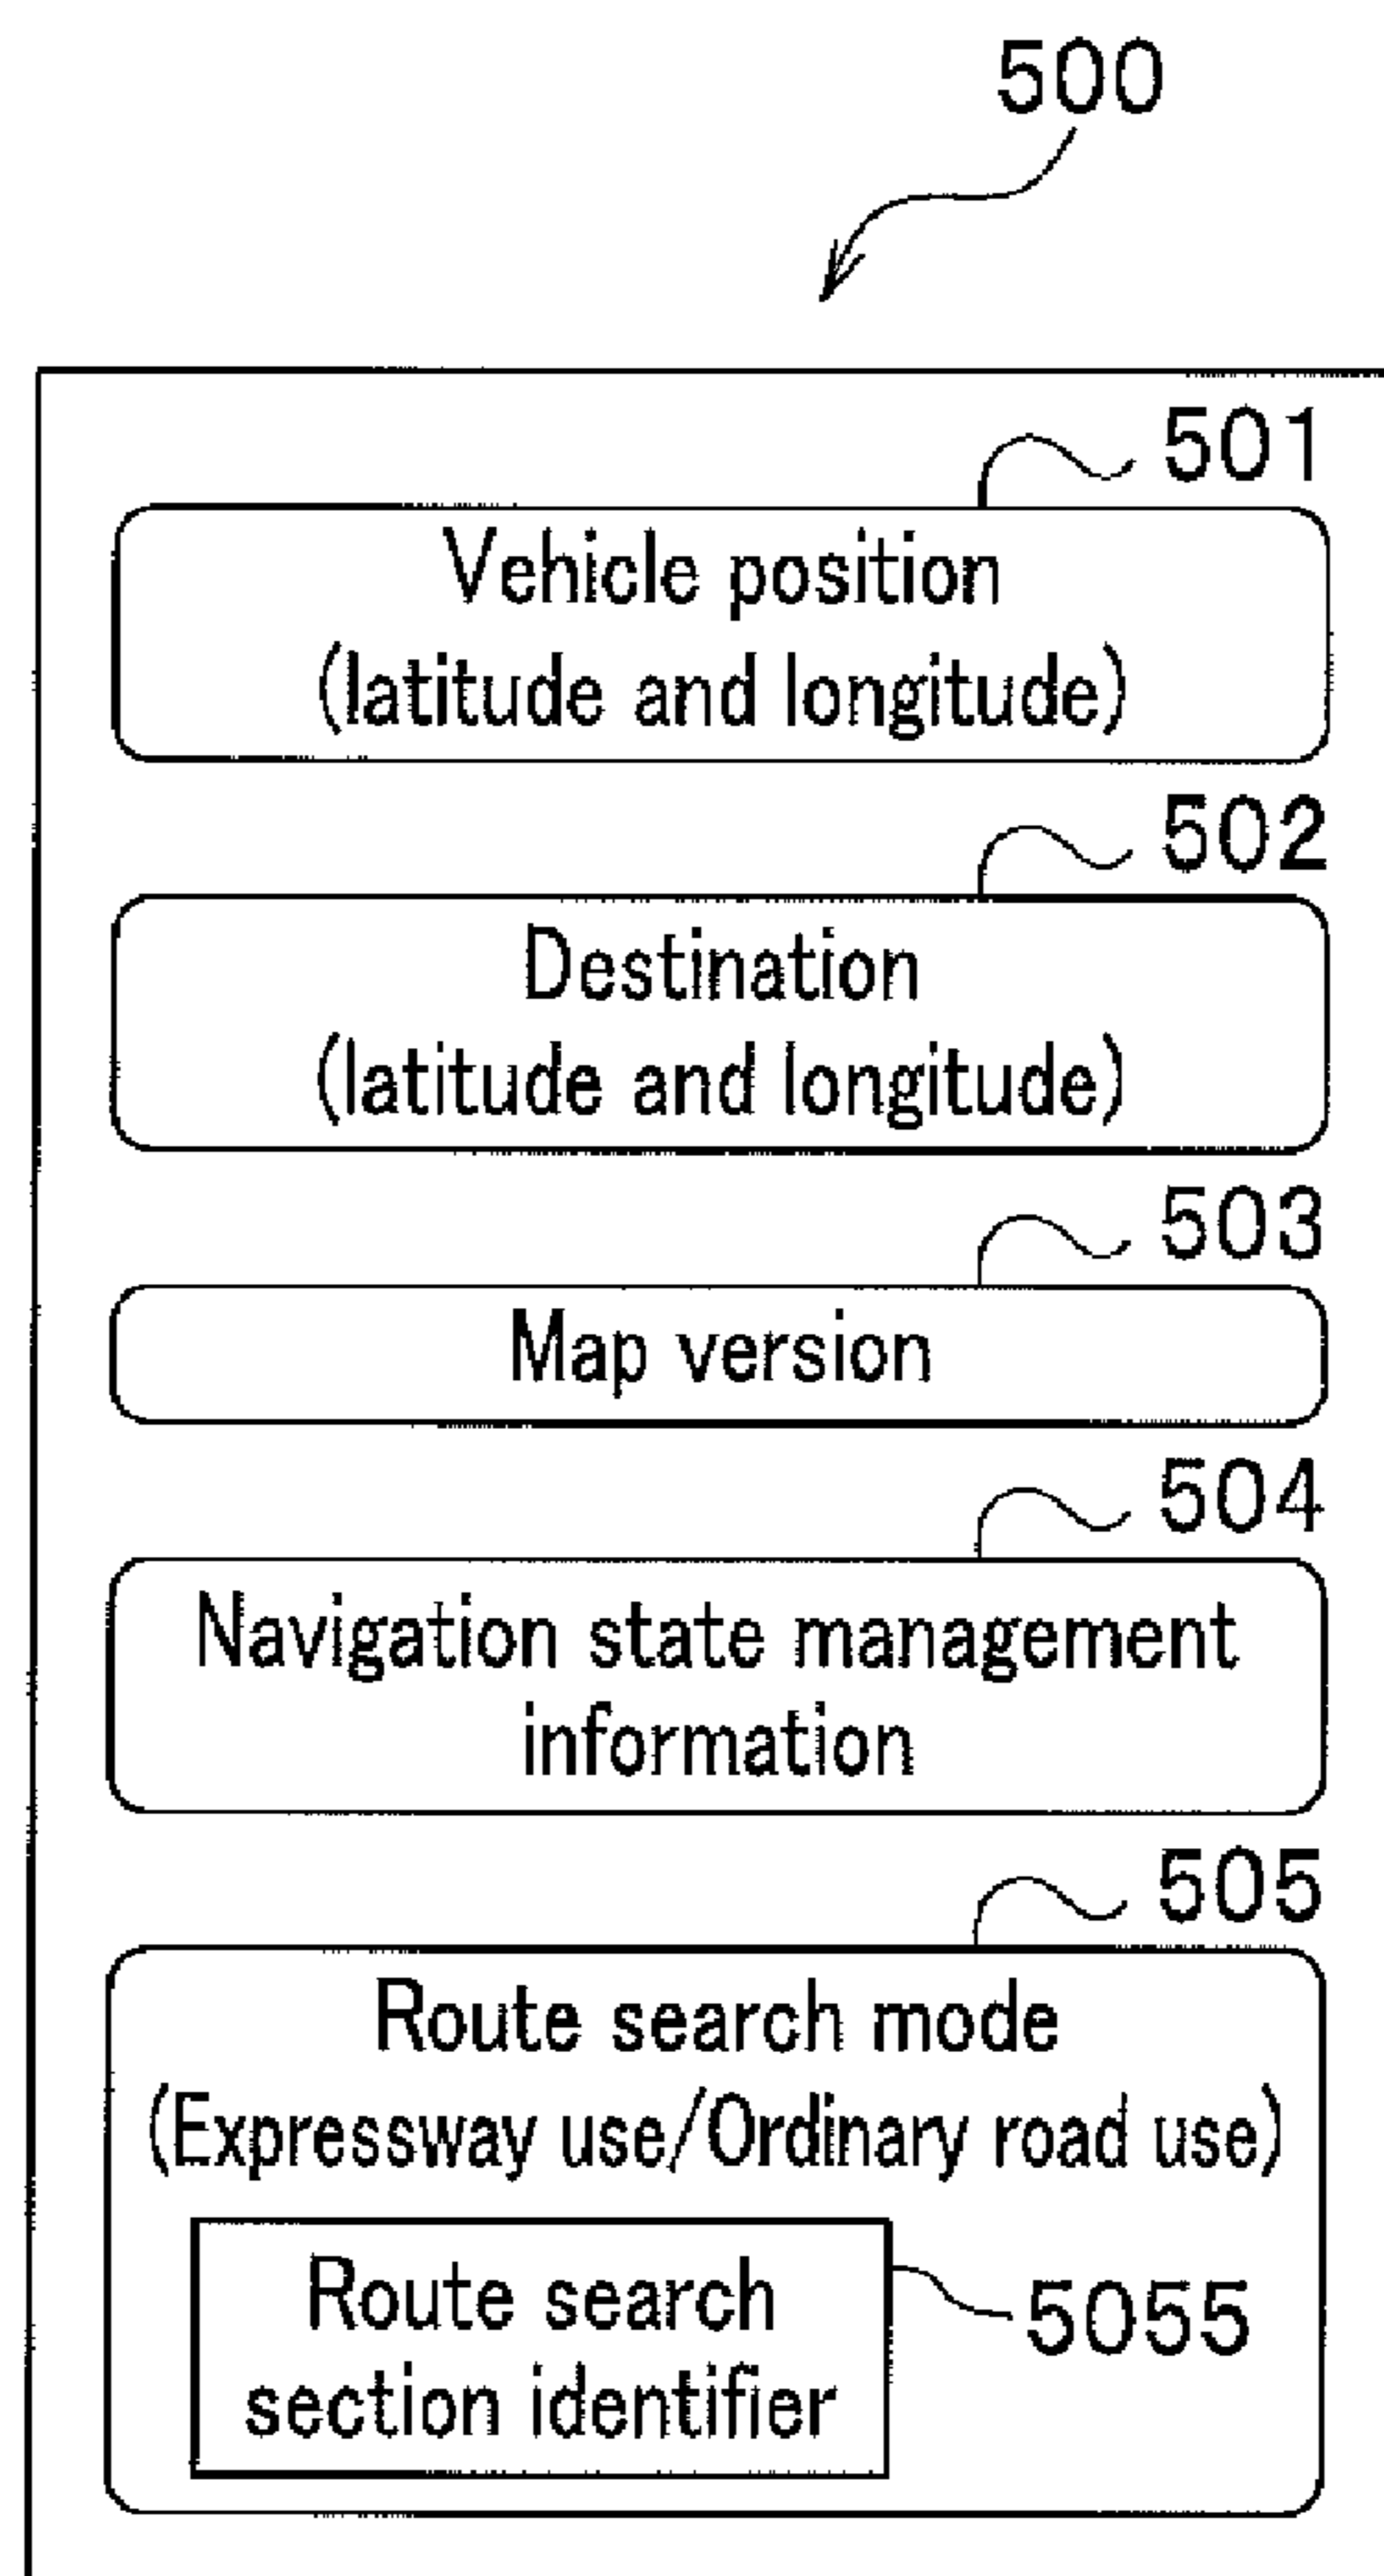 500
501
Vehicle position
(latitude and longitude)
502
Destination
(latitude and longitude)
503
Map version
504
Navigation state management
information
505
Route search mode
(Expressway use/Ordinary road use)
Route search
section identifier
5055